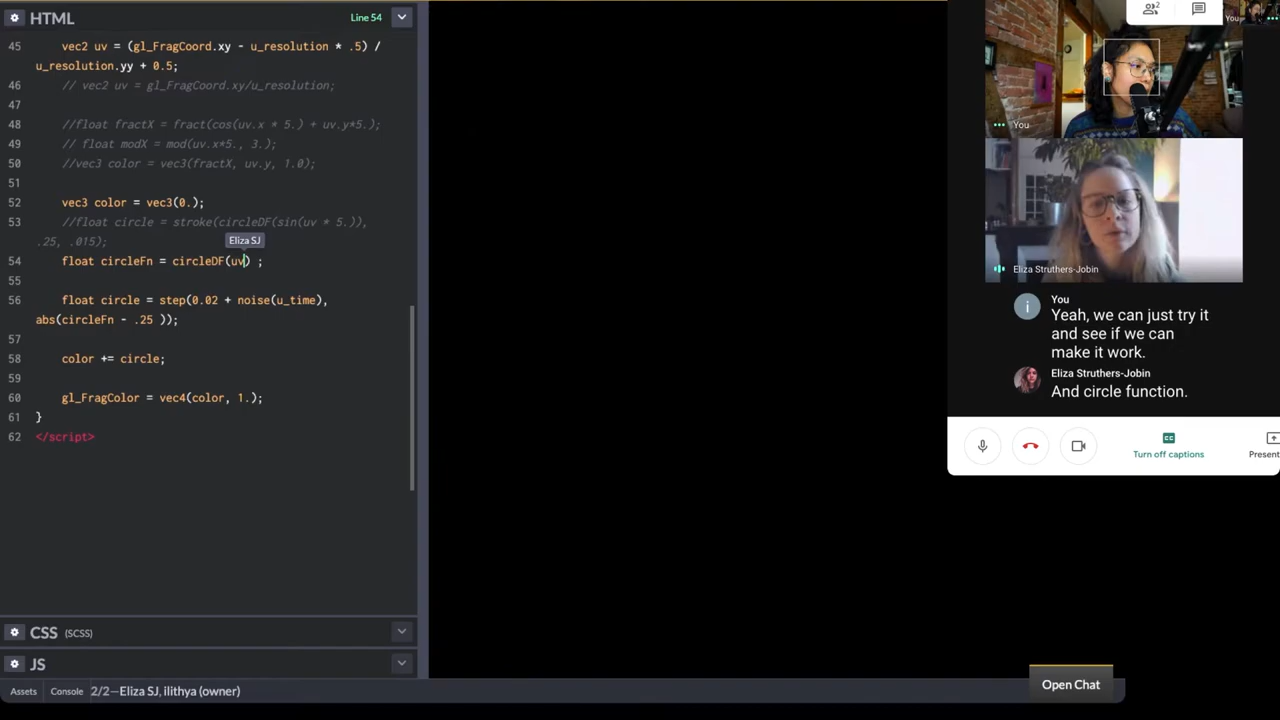 HTML
Line 54
45 vec2 uv = (gl_FragCoord.xy - u_resolution * .5) /
u_resolution.yy + 0.5;
46 // vec2 uv = gl_FragCoord.xy/u_resolution;
47
48 //float fractX = fract(cos(uv.x * 5.) + uv.y*5.);
49 // float modX = mod(uv.x*5., 3.);
50 //vec3 color = vec3(fractX, uv.y, 1.0);
51
52 vec3 color = vec3(0.);
53 //float circle = stroke(circleDF(sin(uv * 5.)),
.25, .015);
Eliza SJ
54 float circleFn = circleDF(uv) ;
55
56 float circle = step(0.02 + noise(u_time),
abs(circleFn - .25 ));
57
58 color += circle;
59
60 gl_FragColor = vec4(color, 1.);
61 }
62 </script>
CSS (SCSS)
JS
Assets Console 2/2—Eliza SJ, ilithya (owner)
Open Chat
2
You
You
Eliza Struthers-Jobin
i
You
Yeah, we can just try it
and see if we can
make it work.
Eliza Struthers-Jobin
And circle function.
CC
Turn off captions
Present